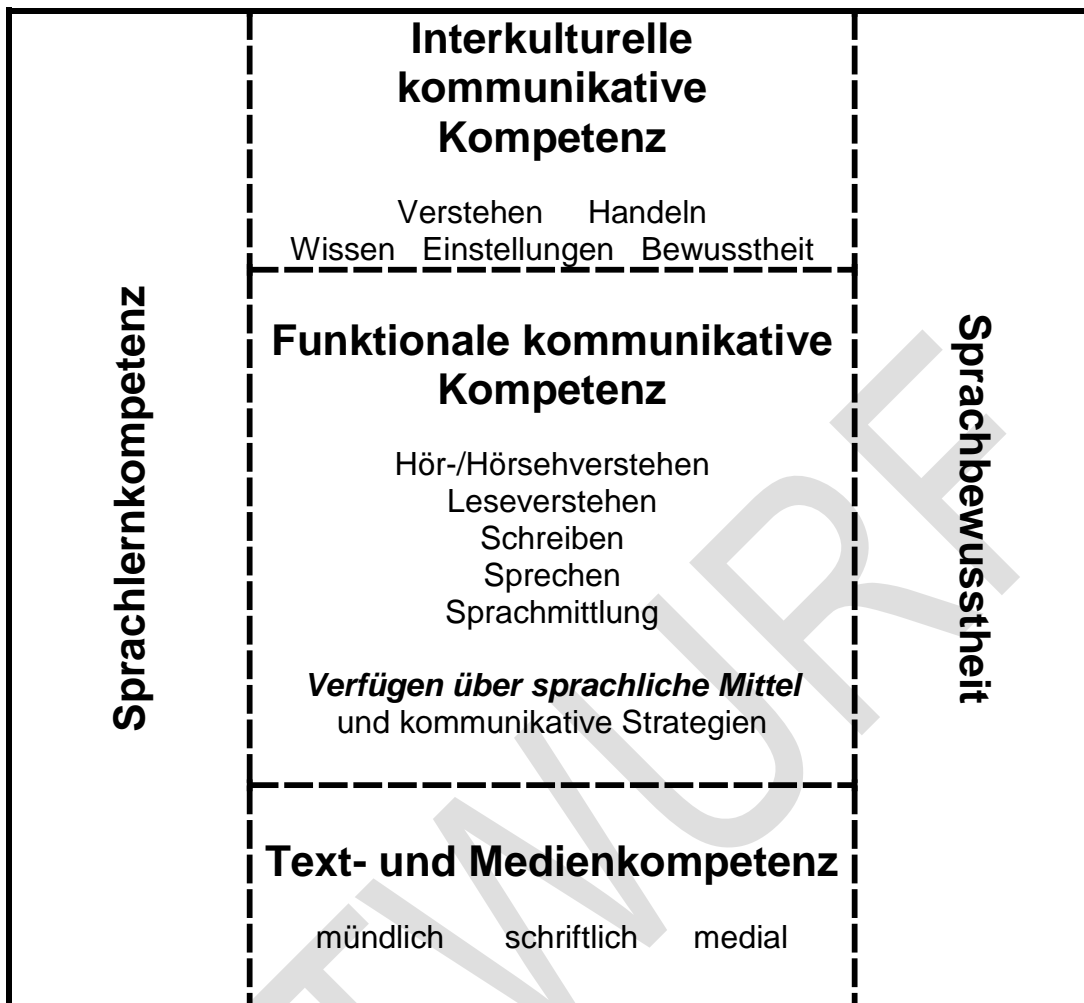 Sprachlernkompetenz
Interkulturelle
kommunikative
Kompetenz
Verstehen Handeln
Wissen Einstellungen Bewusstheit
Funktionale kommunikative
Kompetenz
Hör-/Hörsehverstehen
Leseverstehen
Schreiben
Sprechen
Sprachmittlung
Verfügen über sprachliche Mittel
und kommunikative Strategien
Text- und Medienkompetenz
mündlich schriftlich medial
Sprachbewusstheit
TWURF